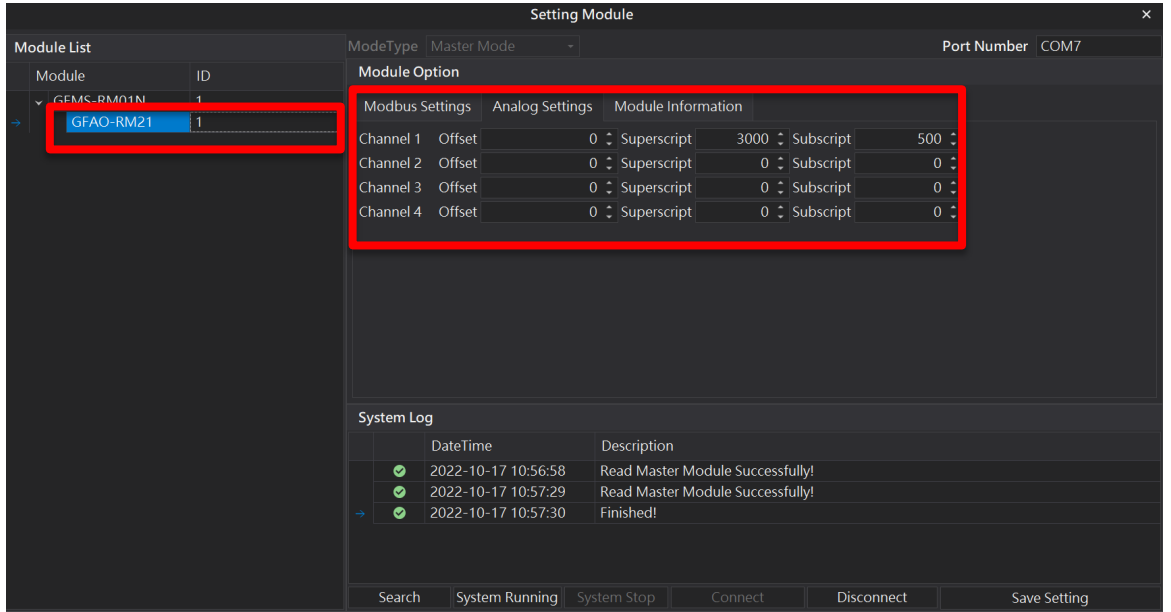 Setting Module
Module List
ModeType Master Mode
Port Number COM7
Module ID
GFMS-RM01N 1
GFAO-RM21 1
Module Option
Modbus Settings Analog Settings Module Information
Channel 1 Offset 0 Superscript 3000 Subscript 500
Channel 2 Offset 0 Superscript 0 Subscript 0
Channel 3 Offset 0 Superscript 0 Subscript 0
Channel 4 Offset 0 Superscript 0 Subscript 0
System Log
DateTime Description
2022-10-17 10:56:58 Read Master Module Successfully!
2022-10-17 10:57:29 Read Master Module Successfully!
2022-10-17 10:57:30 Finished!
Search System Running System Stop Connect Disconnect Save Setting